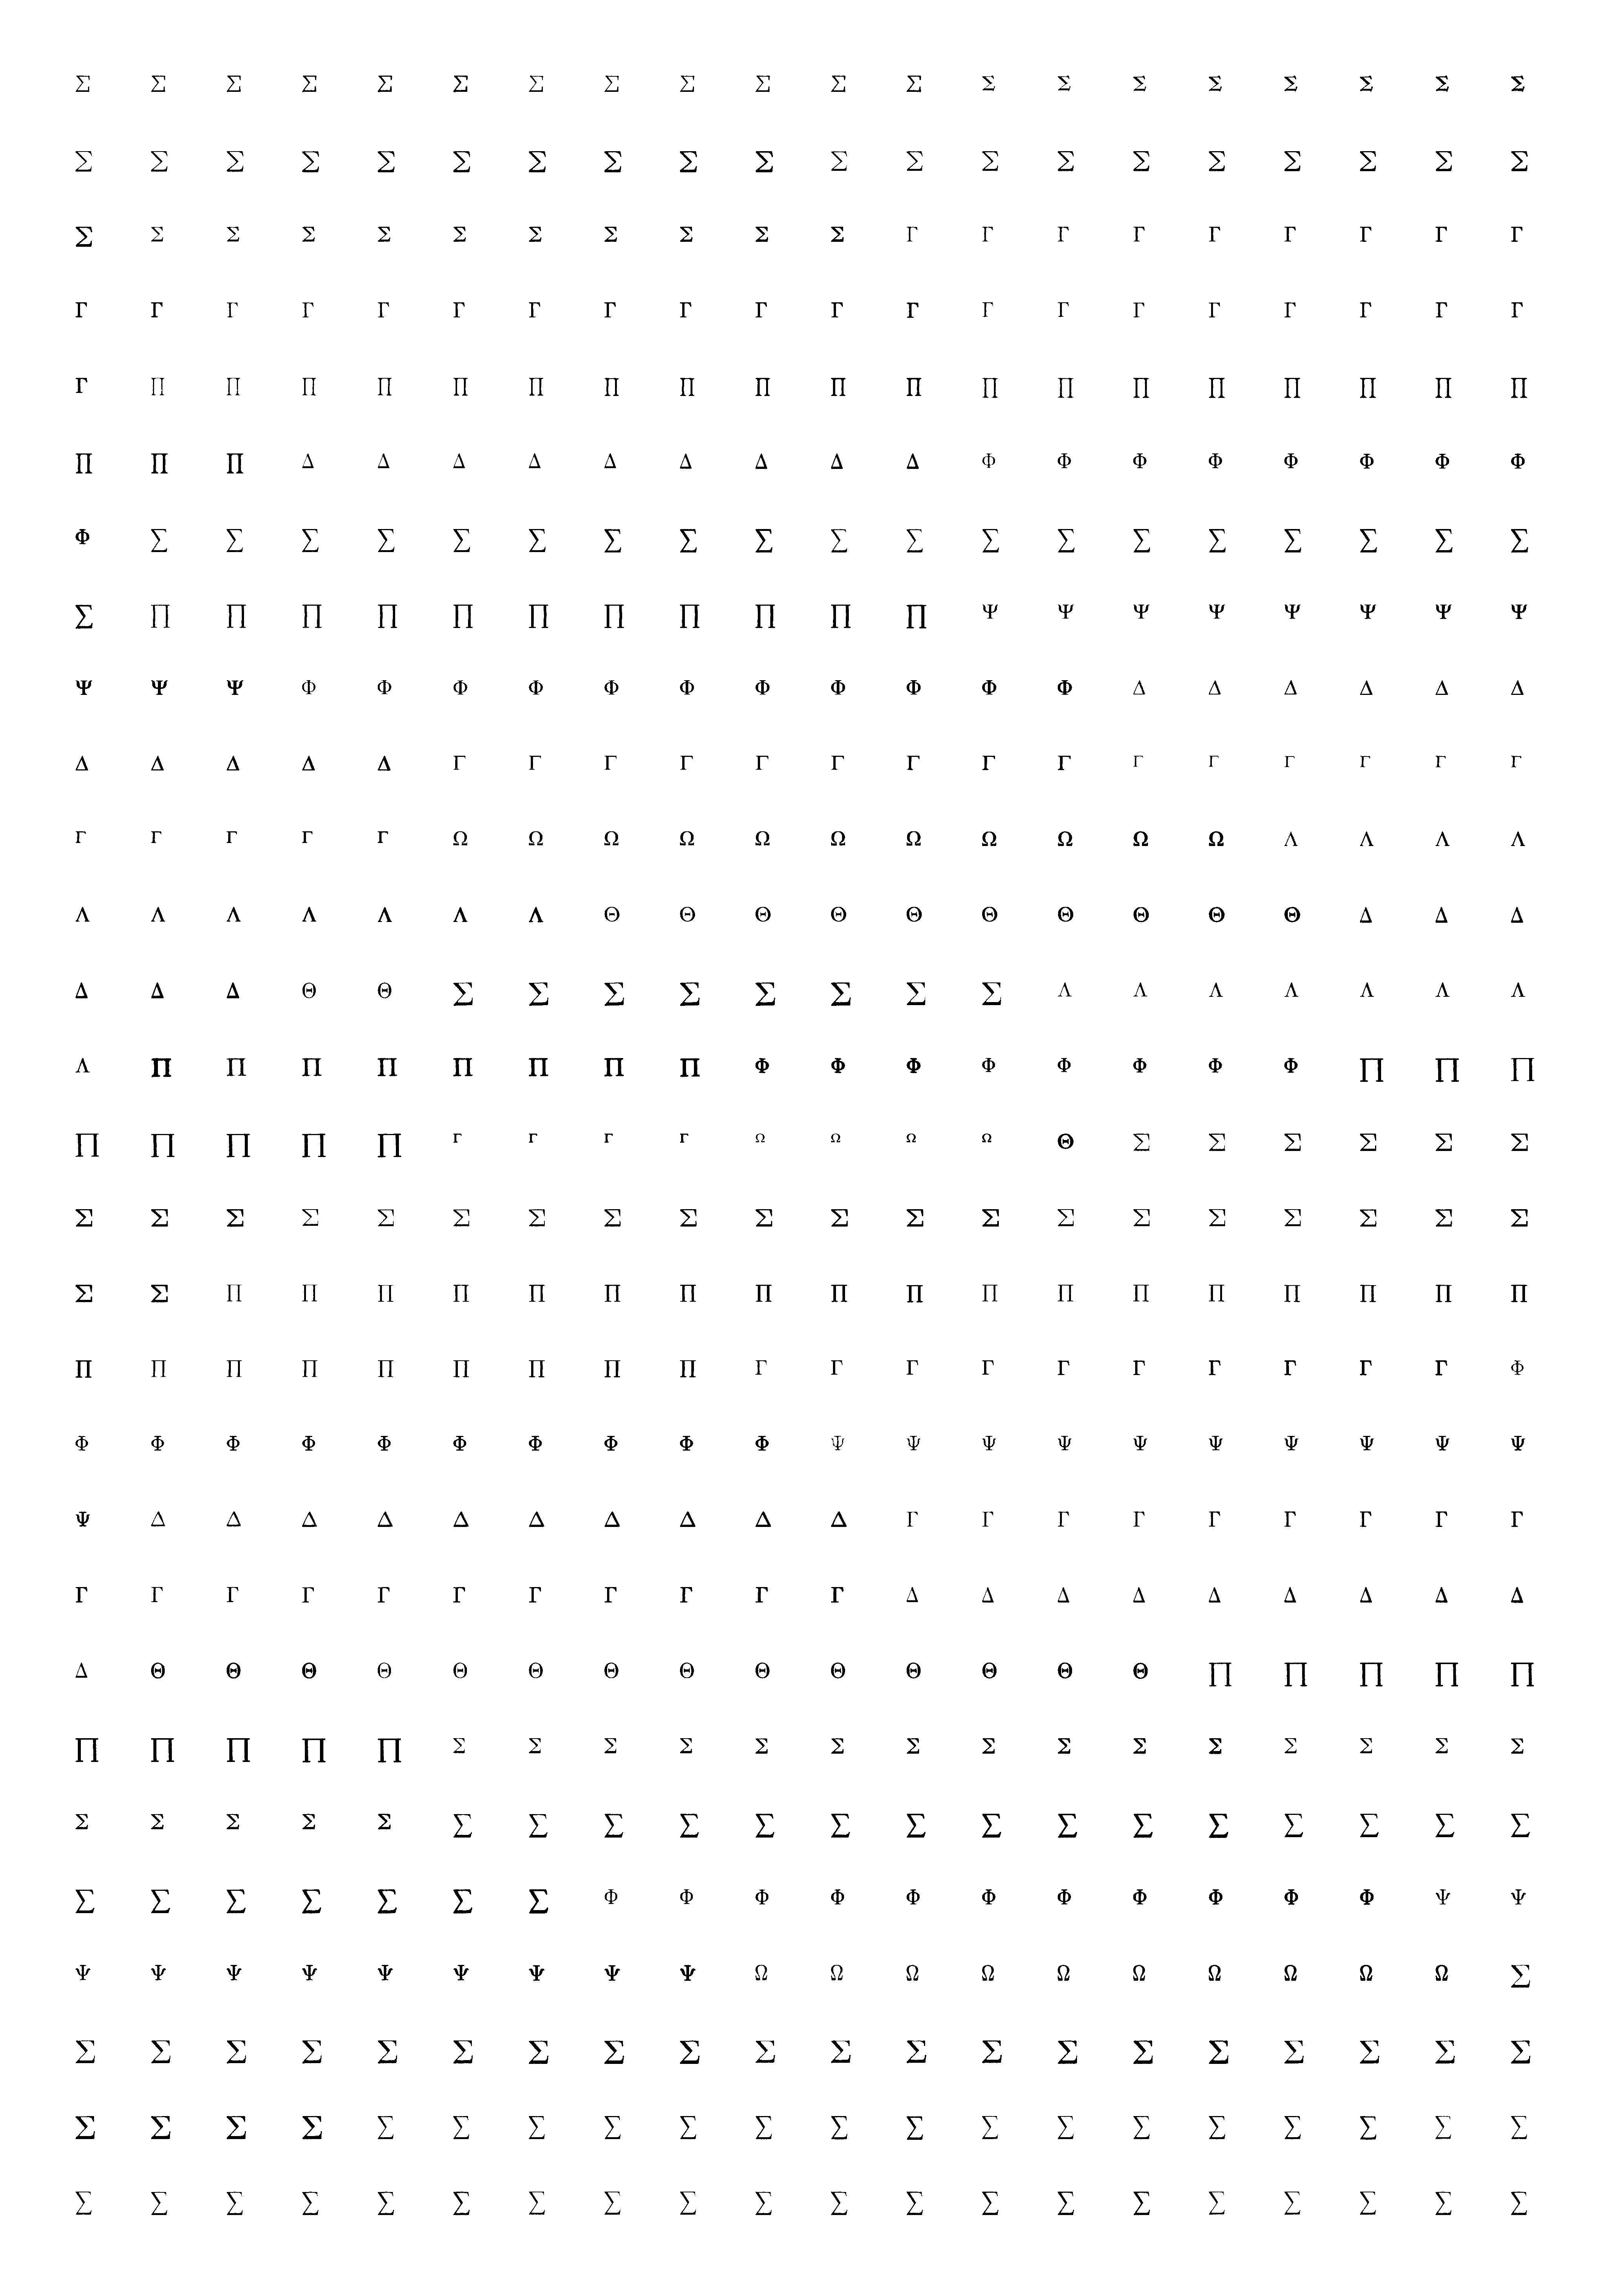 Σ Σ Σ Σ Σ Σ Σ Σ Σ Σ Σ Σ Σ Σ Σ Σ Σ Σ Σ Σ
Σ Σ Σ Σ Σ Σ Σ Σ Σ Σ Σ Σ Σ Σ Σ Σ Σ Σ Σ Σ
Σ Σ Σ Σ Σ Σ Σ Σ Σ Σ Σ Γ Γ Γ Γ Γ Γ Γ Γ Γ
Γ Γ Γ Γ Γ Γ Γ Γ Γ Γ Γ Γ Γ Γ Γ Γ Γ Γ Γ Γ
Γ Π Π Π Π Π Π Π Π Π Π Π Π Π Π Π Π Π Π Π
Π Π Π Δ Δ Δ Δ Δ Δ Δ Δ Δ Φ Φ Φ Φ Φ Φ Φ Φ
Φ Σ Σ Σ Σ Σ Σ Σ Σ Σ Σ Σ Σ Σ Σ Σ Σ Σ Σ Σ
Σ Π Π Π Π Π Π Π Π Π Π Π Ψ Ψ Ψ Ψ Ψ Ψ Ψ Ψ
Ψ Ψ Ψ Φ Φ Φ Φ Φ Φ Φ Φ Φ Φ Φ Δ Δ Δ Δ Δ Δ
Δ Δ Δ Δ Δ Γ Γ Γ Γ Γ Γ Γ Γ Γ Γ Γ Γ Γ Γ Γ
Γ Γ Γ Γ Γ Ω Ω Ω Ω Ω Ω Ω Ω Ω Ω Ω Λ Λ Λ Λ
Λ Λ Λ Λ Λ Λ Λ Θ Θ Θ Θ Θ Θ Θ Θ Θ Θ Δ Δ Δ
Δ Δ Δ Θ Θ Σ Σ Σ Σ Σ Σ Σ Σ Λ Λ Λ Λ Λ Λ Λ
Λ Π Π Π Π Π Π Π Π Φ Φ Φ Φ Φ Φ Φ Φ Π Π Π
Π Π Π Π Π Γ Γ Γ Γ Ω Ω Ω Ω Θ Σ Σ Σ Σ Σ Σ
Σ Σ Σ Σ Σ Σ Σ Σ Σ Σ Σ Σ Σ Σ Σ Σ Σ Σ Σ Σ
Σ Σ Π Π Π Π Π Π Π Π Π Π Π Π Π Π Π Π Π Π
Π Π Π Π Π Π Π Π Π Γ Γ Γ Γ Γ Γ Γ Γ Γ Γ Φ
Φ Φ Φ Φ Φ Φ Φ Φ Φ Φ Ψ Ψ Ψ Ψ Ψ Ψ Ψ Ψ Ψ Ψ
Ψ Δ Δ Δ Δ Δ Δ Δ Δ Δ Δ Γ Γ Γ Γ Γ Γ Γ Γ Γ
Γ Γ Γ Γ Γ Γ Γ Γ Γ Γ Γ Δ Δ Δ Δ Δ Δ Δ Δ Δ
Δ Θ Θ Θ Θ Θ Θ Θ Θ Θ Θ Θ Θ Θ Θ Π Π Π Π Π
Π Π Π Π Π Σ Σ Σ Σ Σ Σ Σ Σ Σ Σ Σ Σ Σ Σ Σ
Σ Σ Σ Σ Σ Σ Σ Σ Σ Σ Σ Σ Σ Σ Σ Σ Σ Σ Σ Σ
Σ Σ Σ Σ Σ Σ Σ Φ Φ Φ Φ Φ Φ Φ Φ Φ Φ Φ Ψ Ψ
Ψ Ψ Ψ Ψ Ψ Ψ Ψ Ψ Ψ Ω Ω Ω Ω Ω Ω Ω Ω Ω Ω Σ
Σ Σ Σ Σ Σ Σ Σ Σ Σ Σ Σ Σ Σ Σ Σ Σ Σ Σ Σ Σ
Σ Σ Σ Σ Σ Σ Σ Σ Σ Σ Σ Σ Σ Σ Σ Σ Σ Σ Σ Σ
Σ Σ Σ Σ Σ Σ Σ Σ Σ Σ Σ Σ Σ Σ Σ Σ Σ Σ Σ Σ